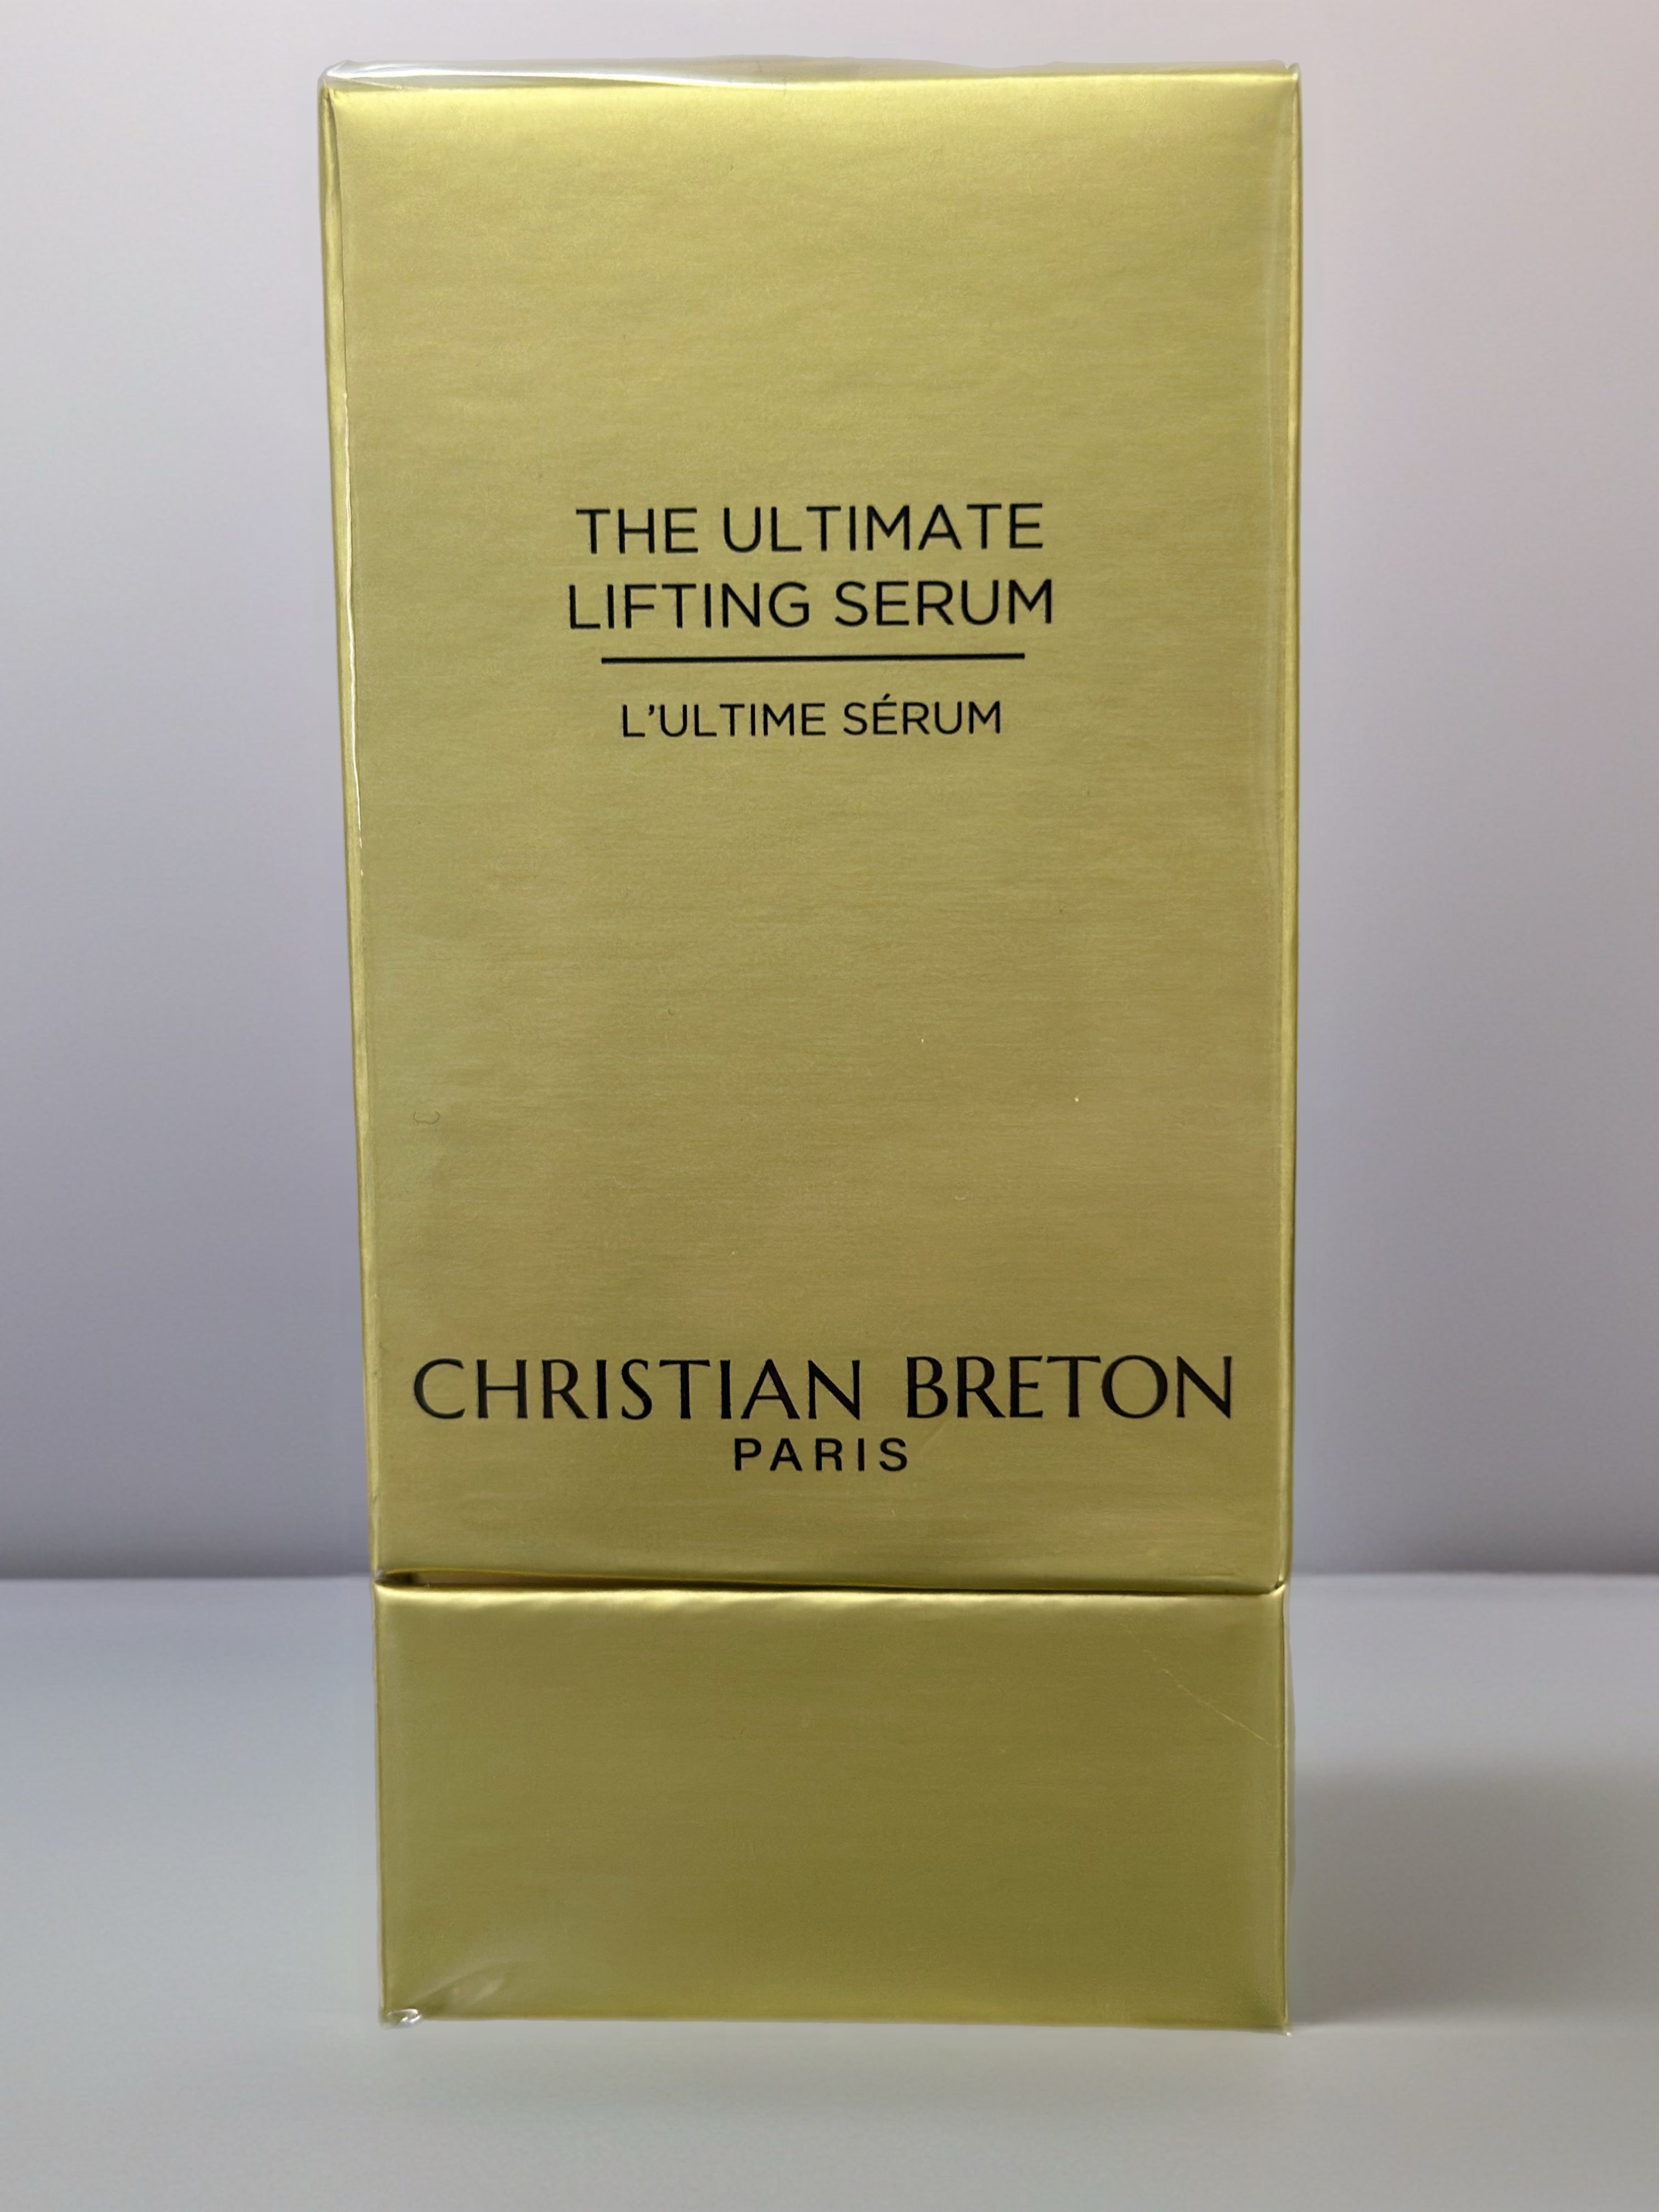 THE ULTIMATE
LIFTING SERUM
L'ULTIME SÉRUM
CHRISTIAN BRETON
PARIS